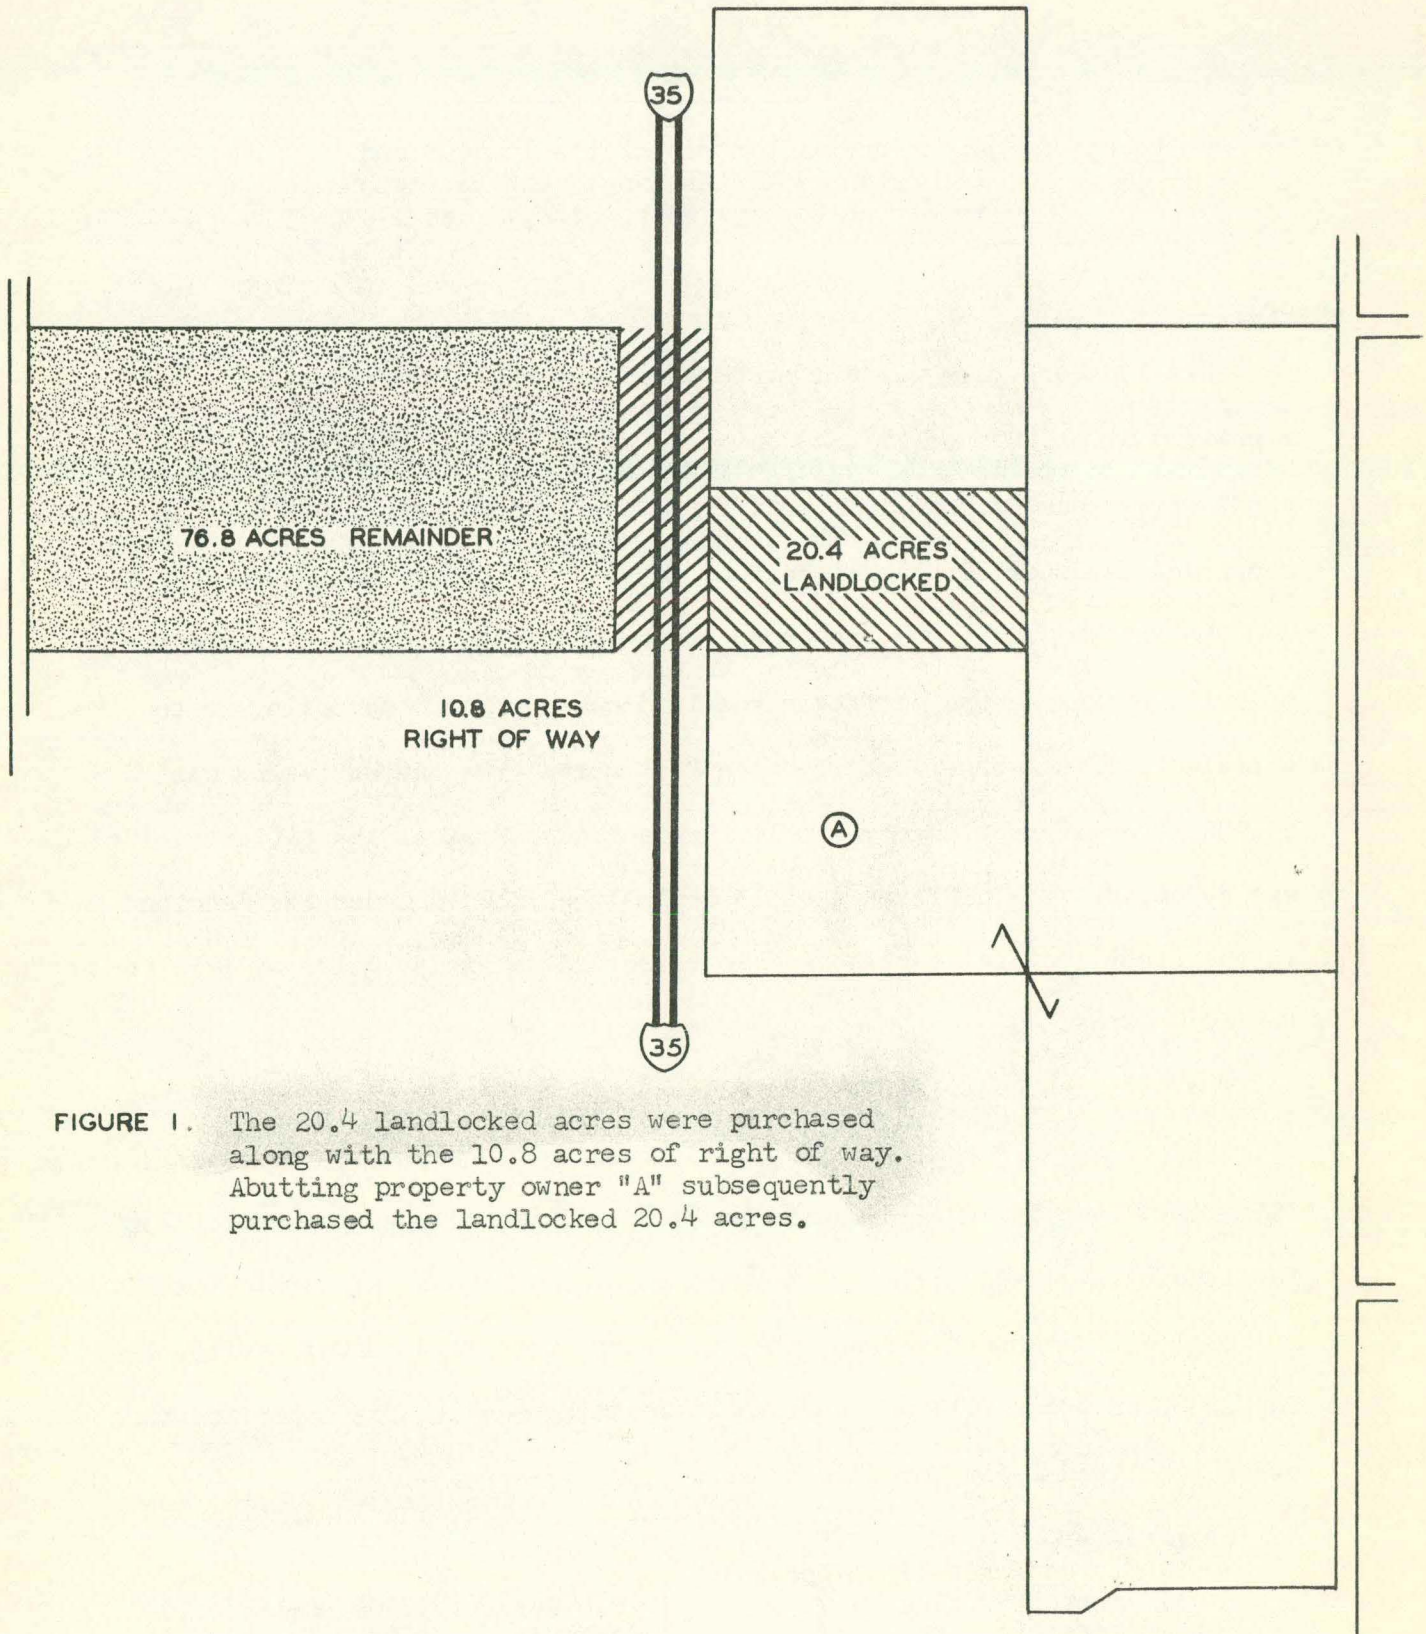 35
76.8 ACRES REMAINDER
20.4 ACRES
LANDLOCKED
10.8 ACRES
RIGHT OF WAY
A
35
FIGURE 1. The 20.4 landlocked acres were purchased
along with the 10.8 acres of right of way.
Abutting property owner "A" subsequently
purchased the landlocked 20.4 acres.